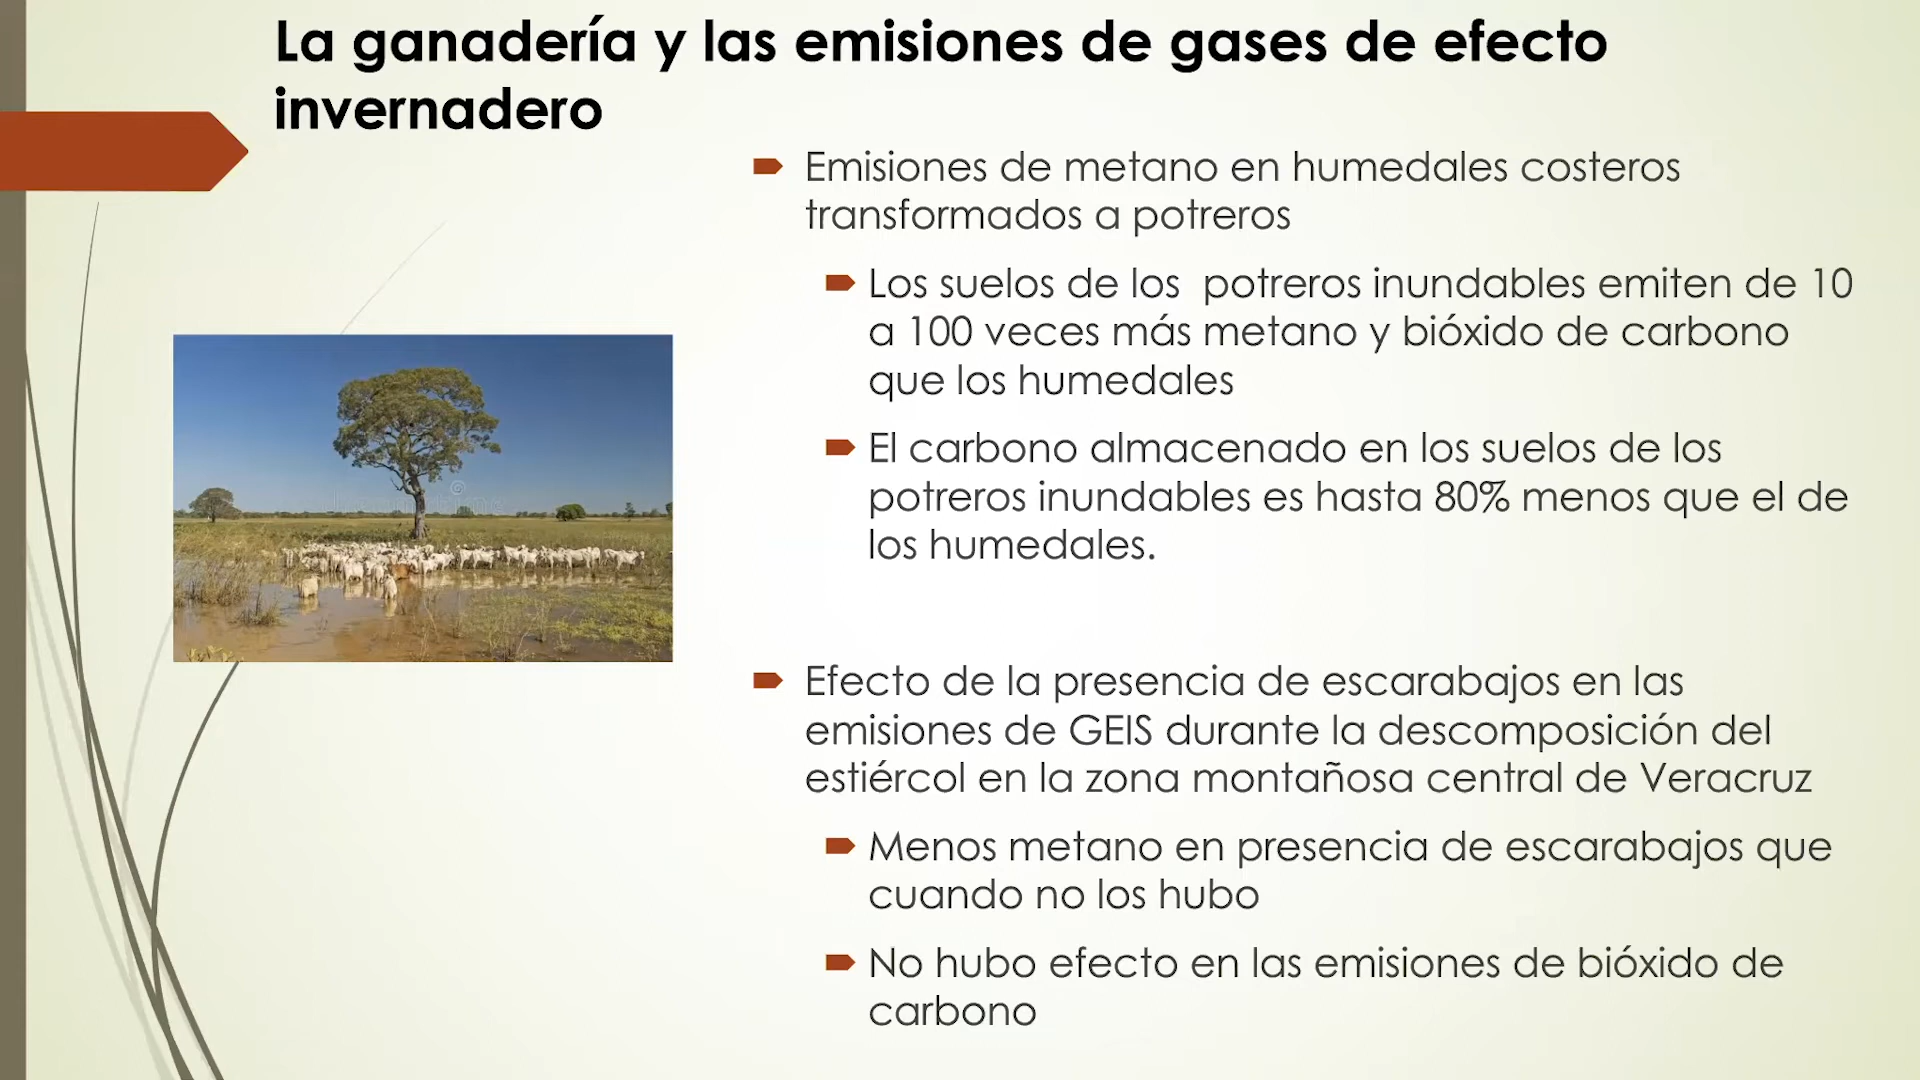 La ganadería y las emisiones de gases de efecto
invernadero
Emisiones de metano en humedales costeros
transformados a potreros
Los suelos de los potreros inundables emiten de 10
a 100 veces más metano y bióxido de carbono
que los humedales
El carbono almacenado en los suelos de los
potreros inundables es hasta 80% menos que el de
los humedales.
Efecto de la presencia de escarabajos en las
emisiones de GEIS durante la descomposición del
estiércol en la zona montañosa central de Veracruz
Menos metano en presencia de escarabajos que
cuando no los hubo
No hubo efecto en las emisiones de bióxido de
carbono